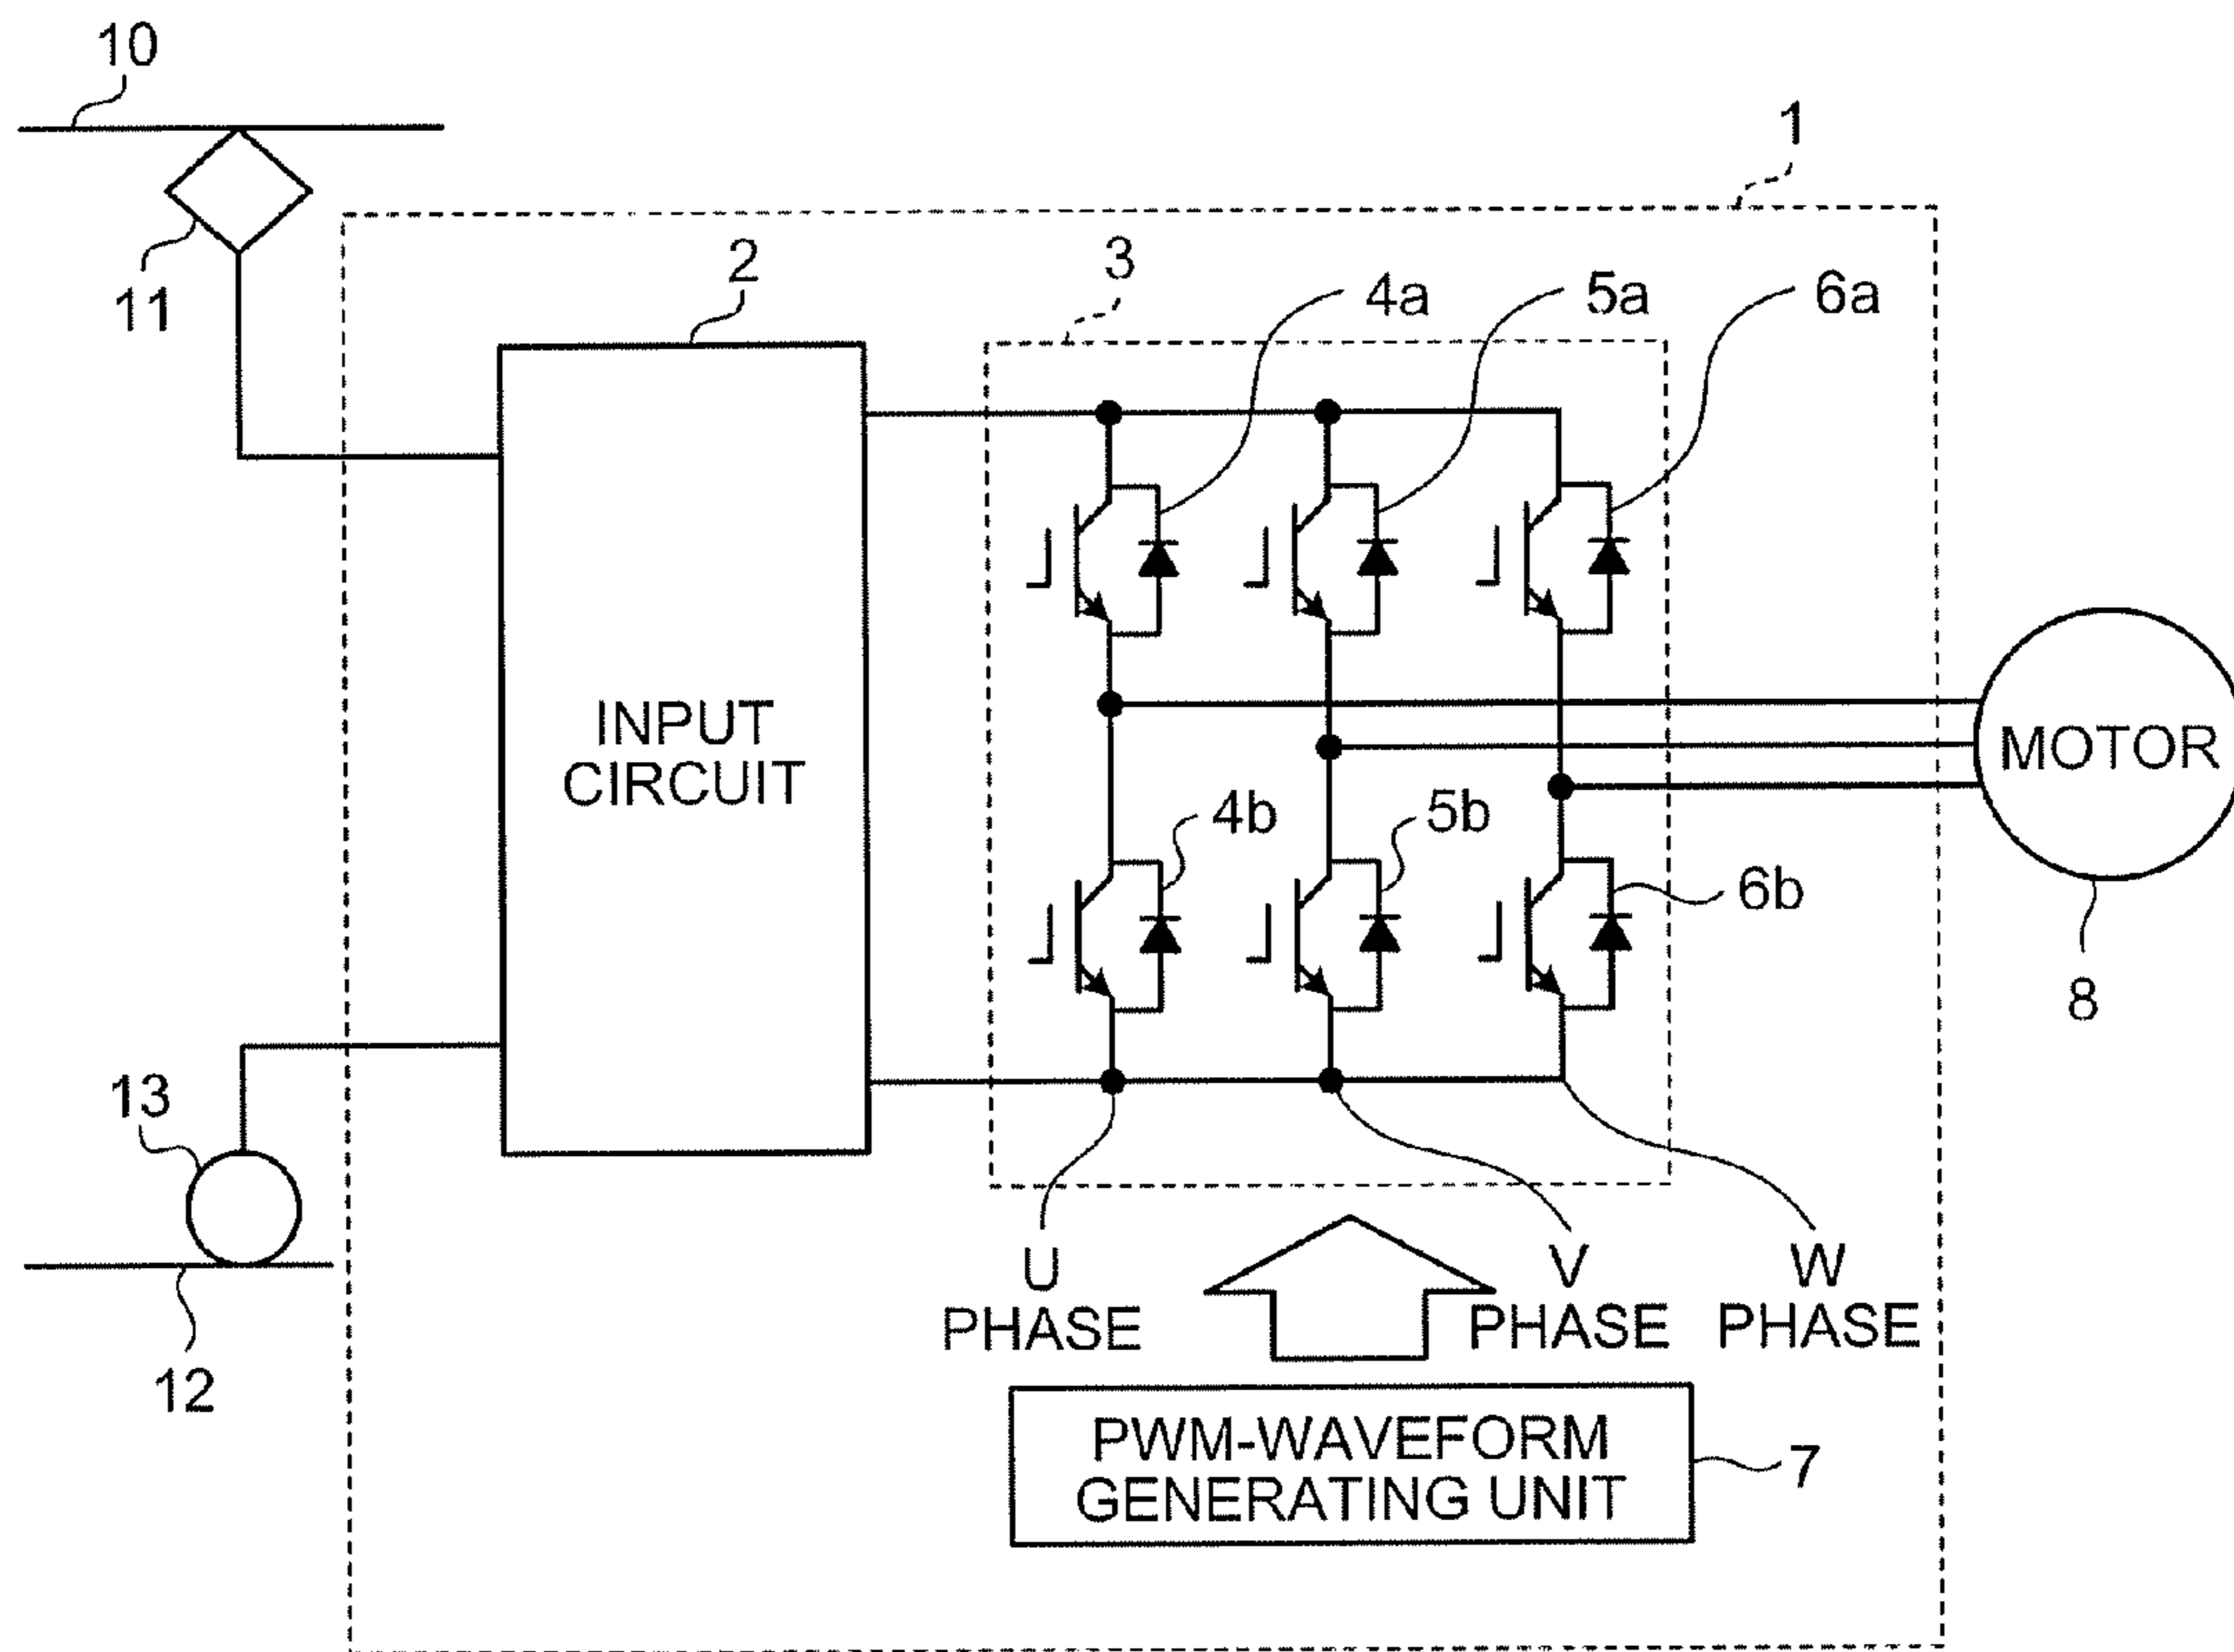 10
1
11
2
3
4a
5a
6a
INPUT
CIRCUIT
MOTOR
4b
5b
6b
8
13
12
U
PHASE
V
PHASE
W
PHASE
PWM-WAVEFORM
GENERATING UNIT
7